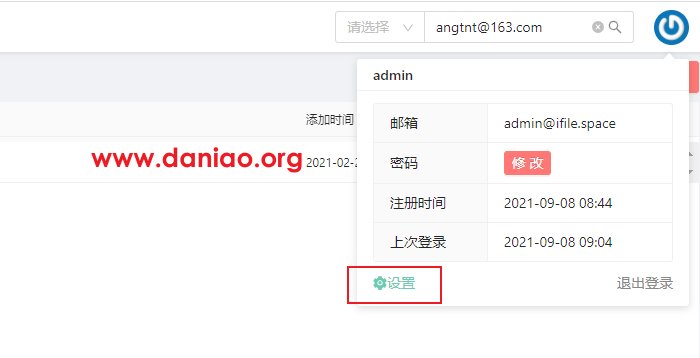 请选择 angtnt@163.com
admin
添加时间
邮箱 admin@ifile.space
www.daniao.org 2021-02-2
密码 修改
注册时间 2021-09-08 08:44
上次登录 2021-09-08 09:04
设置 退出登录